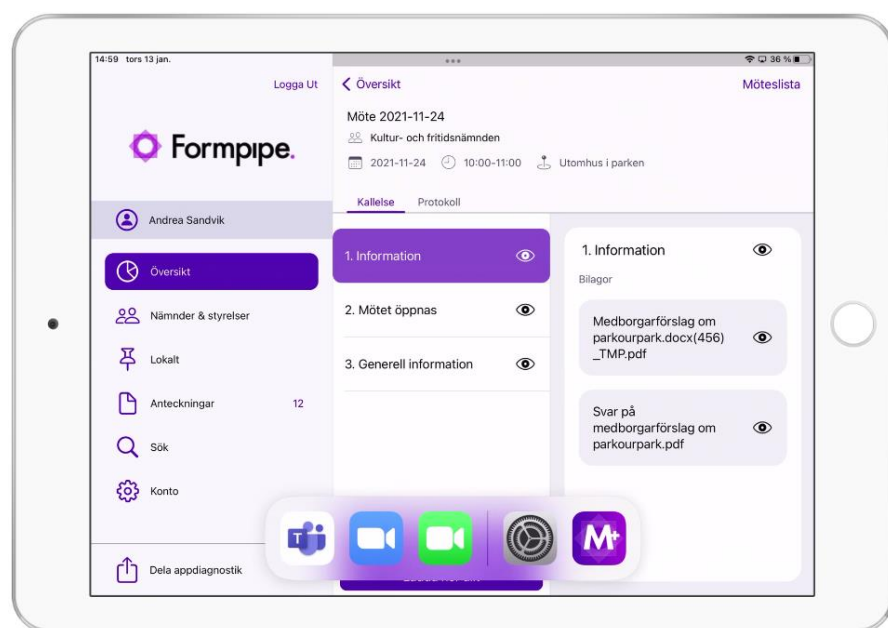 14:59 tors 13 jan.
36 %
Logga Ut
Översikt
Möteslista
Formpipe.
Möte 2021-11-24
Kultur- och fritidsnämnden
2021-11-24 10:00-11:00 Utomhus i parken
Kallelse Protokoll
Andrea Sandvik
Översikt
Nämnder & styrelser
Lokalt
Anteckningar 12
Sök
Konto
Dela appdiagnostik
1. Information
2. Mötet öppnas
3. Generell information
1. Information
Bilagor
Medborgarförslag om
parkourpark.docx(456)
_TMP.pdf
Svar på
medborgarförslag om
parkourpark.pdf
T
M+